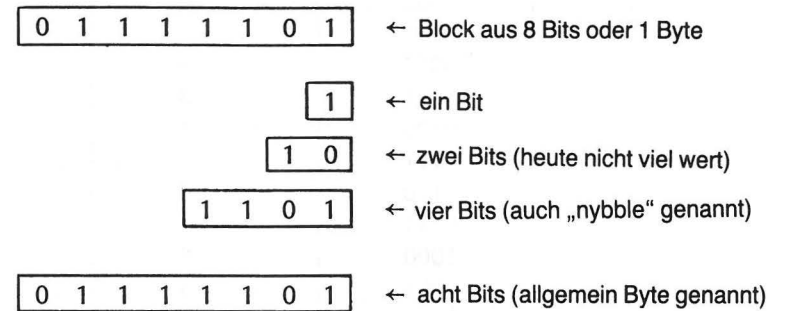 0 1 1 1 1 1 0 1 ← Block aus 8 Bits oder 1 Byte
1 ← ein Bit
1 0 ← zwei Bits (heute nicht viel wert)
1 1 0 1 ← vier Bits (auch „nybble“ genannt)
0 1 1 1 1 1 0 1 ← acht Bits (allgemein Byte genannt)